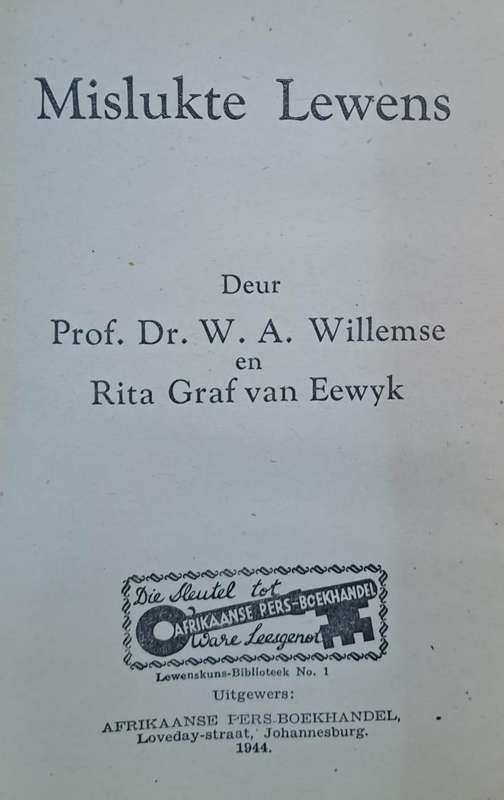 Mislukte Lewens
Deur
Prof. Dr. W. A. Willemse
en
Rita Graf van Eewyk
Die Sleutel tot
AFRIKAANSE PERS-BOEKHANDEL
Ware Leesgenot
Lewenskuns-Biblioteek No. 1
Uitgewers:
AFRIKAANSE PERS-BOEKHANDEL,
Loveday-straat, Johannesburg.
1944.